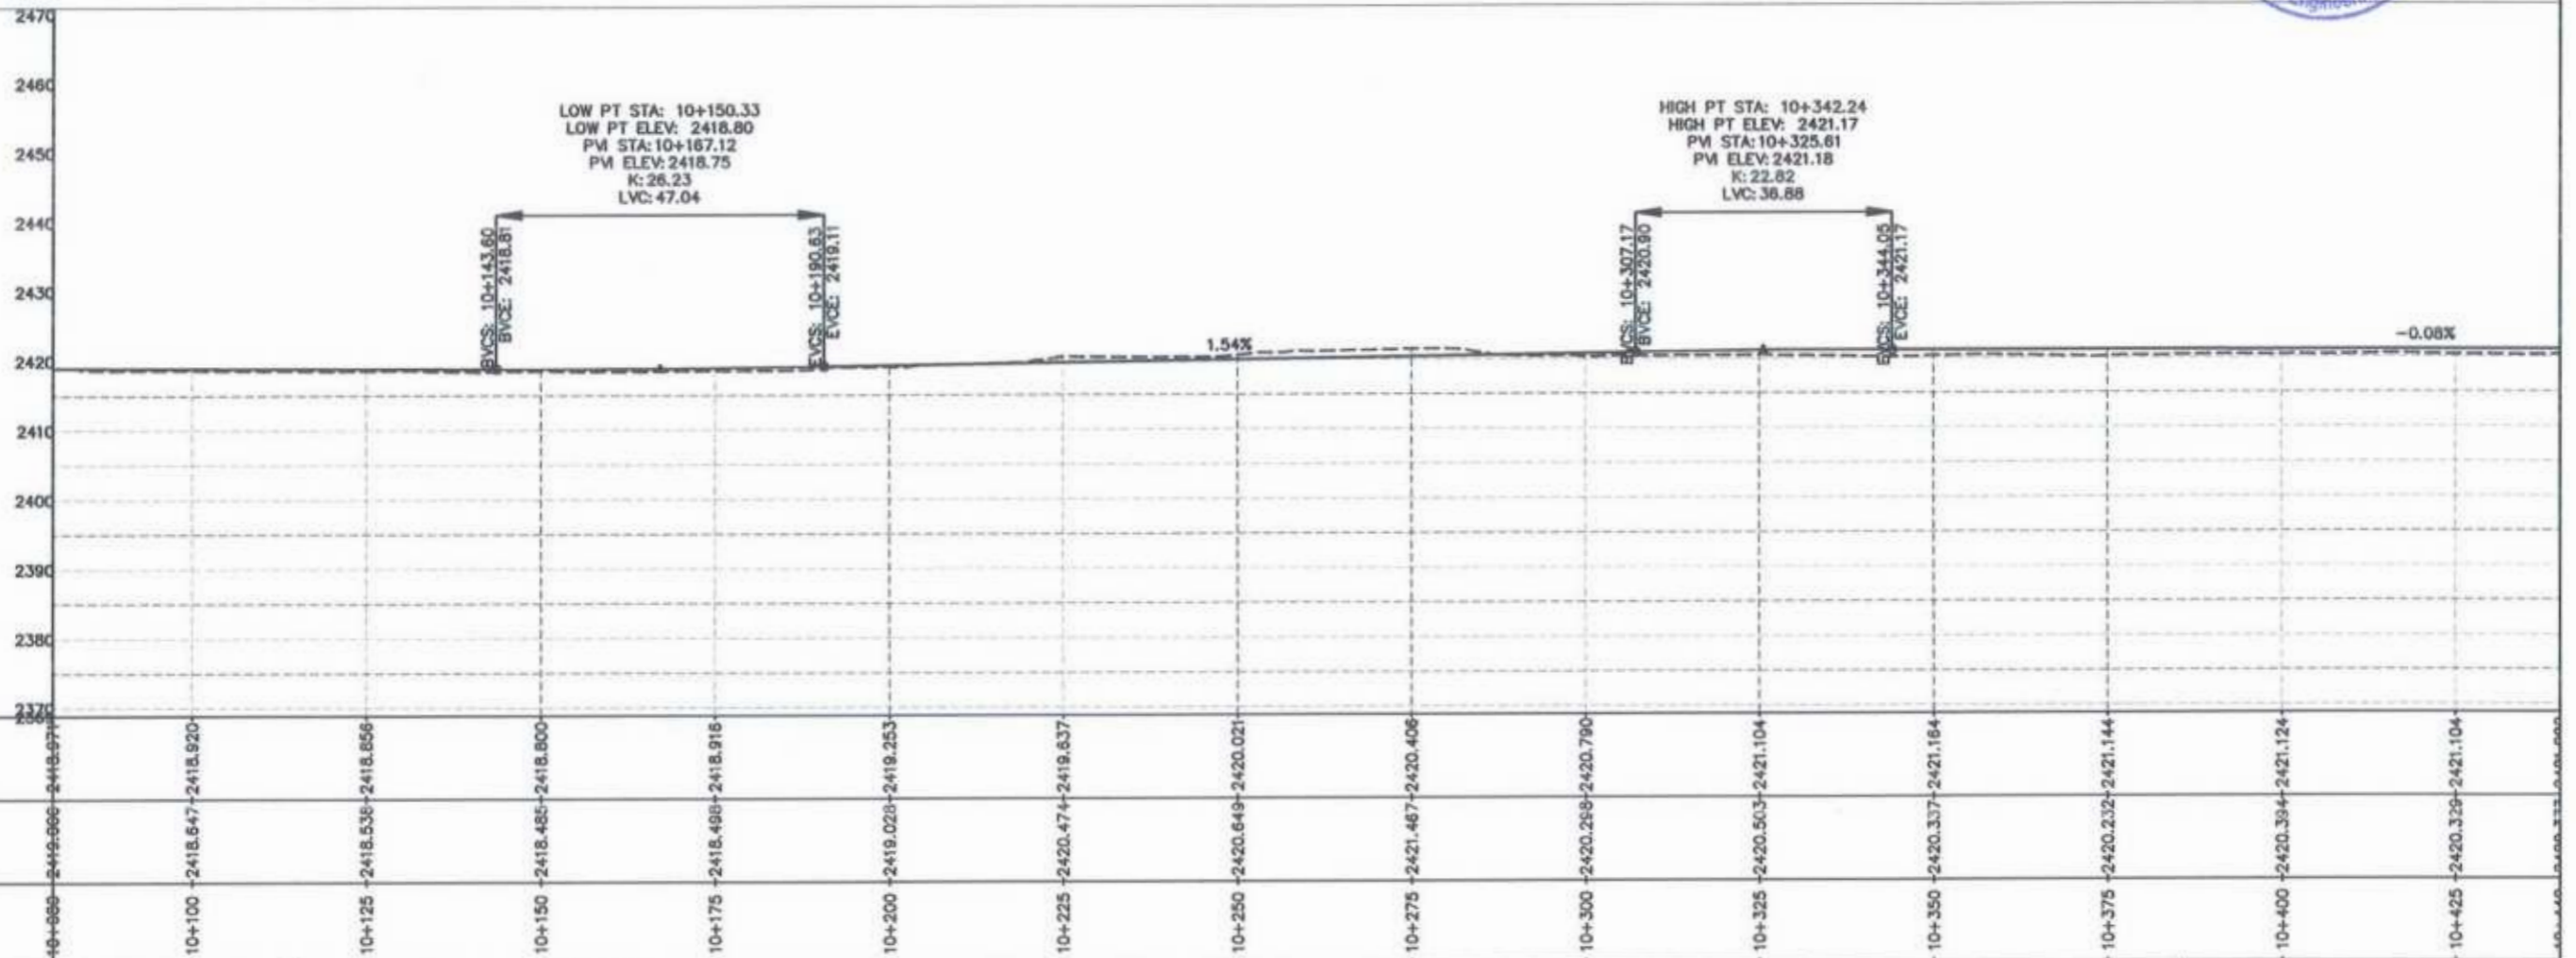 2470
2460
2450
2440
2430
2420
2410
2400
2390
2380
2370
LOW PT STA: 10+150.33
LOW PT ELEV: 2418.80
PVI STA:10+167.12
PVI ELEV:2418.75
K:26.23
LVC:47.04
BVCS: 10+143.60
BVCE: 2418.81
EVCS: 10+190.63
EVCE: 2419.11
1.54%
HIGH PT STA: 10+342.24
HIGH PT ELEV: 2421.17
PVI STA:10+325.61
PVI ELEV:2421.18
K:22.82
LVC:36.88
BVCS: 10+307.17
BVCE: 2420.90
EVCS: 10+344.05
EVCE: 2421.17
-0.08%
2418.971 2418.920 2418.856 2418.800 2418.916 2419.253 2419.637 2420.021 2420.406 2420.790 2421.104 2421.164 2421.144 2421.124 2421.104
2419.000 2418.647 2418.538 2418.485 2418.498 2419.028 2420.474 2420.649 2421.467 2420.298 2420.503 2420.337 2420.232 2420.394 2420.329
10+080 10+100 10+125 10+150 10+175 10+200 10+225 10+250 10+275 10+300 10+325 10+350 10+375 10+400 10+425